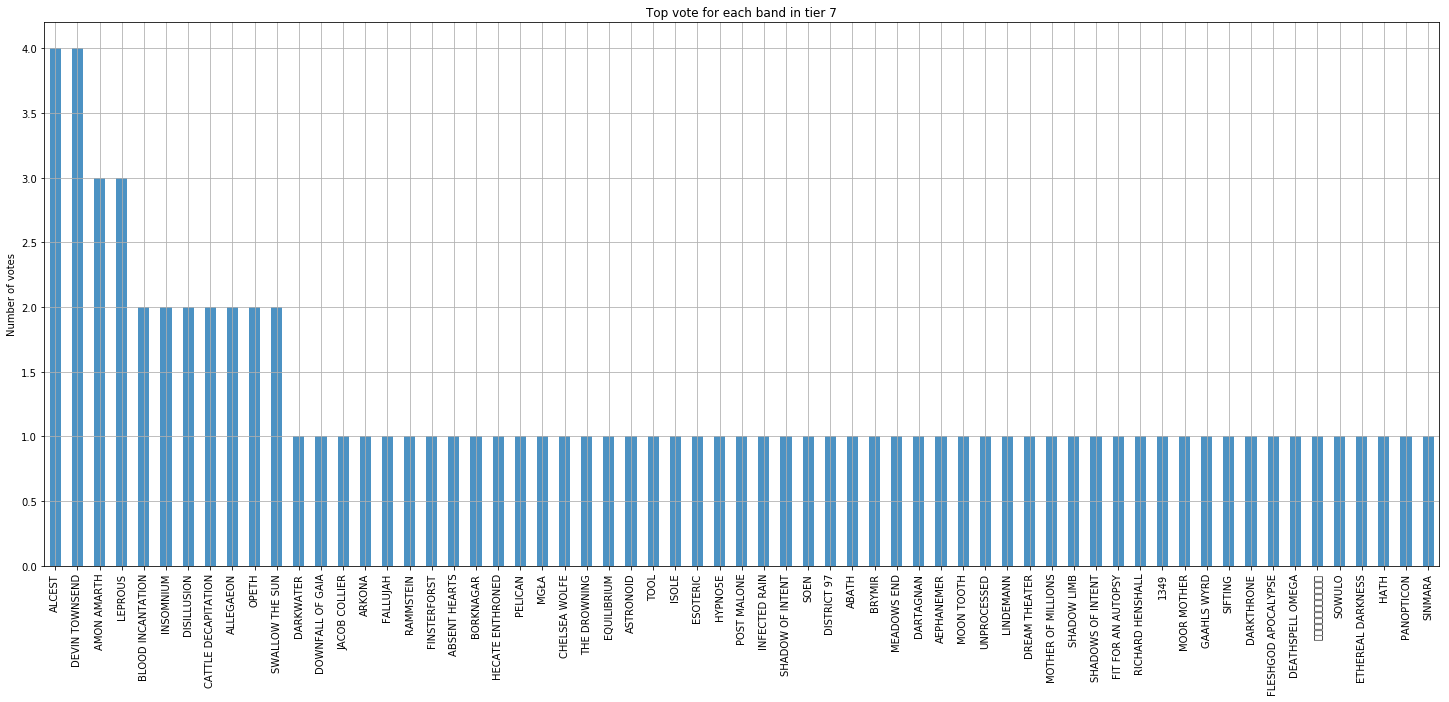 Top vote for each band in tier 7
Number of votes
4.0
3.5
3.0
2.5
2.0
1.5
1.0
0.5
0.0
ALCEST
DEVIN TOWNSEND
AMON AMARTH
LEPROUS
BLOOD INCANTATION
INSOMNIUM
DISILLUSION
CATTLE DECAPITATION
ALLEGAEON
OPETH
SWALLOW THE SUN
DARKWATER
DOWNFALL OF GAIA
JACOB COLLIER
ARKONA
FALLUJAH
RAMMSTEIN
FINSTERFORST
ABSENT HEARTS
BORKNAGAR
HECATE ENTHRONED
PELICAN
MGŁA
CHELSEA WOLFE
THE DROWNING
EQUILIBRIUM
ASTRONOID
TOOL
ISOLE
ESOTERIC
HYPNO5E
POST MALONE
INFECTED RAIN
SHADOW OF INTENT
SOEN
DISTRICT 97
ABATH
BRYMIR
MEADOWS END
DARTAGNAN
AEPHANEMER
MOON TOOTH
UNPROCESSED
LINDEMANN
DREAM THEATER
MOTHER OF MILLIONS
SHADOW LIMB
SHADOWS OF INTENT
FIT FOR AN AUTOPSY
RICHARD HENSHALL
1349
MOOR MOTHER
GAAHLS WYRD
SIFTING
DARKTHRONE
FLESHGOD APOCALYPSE
DEATHSPELL OMEGA
SOWULO
ETHEREAL DARKNESS
HATH
PANOPTICON
SINMARA